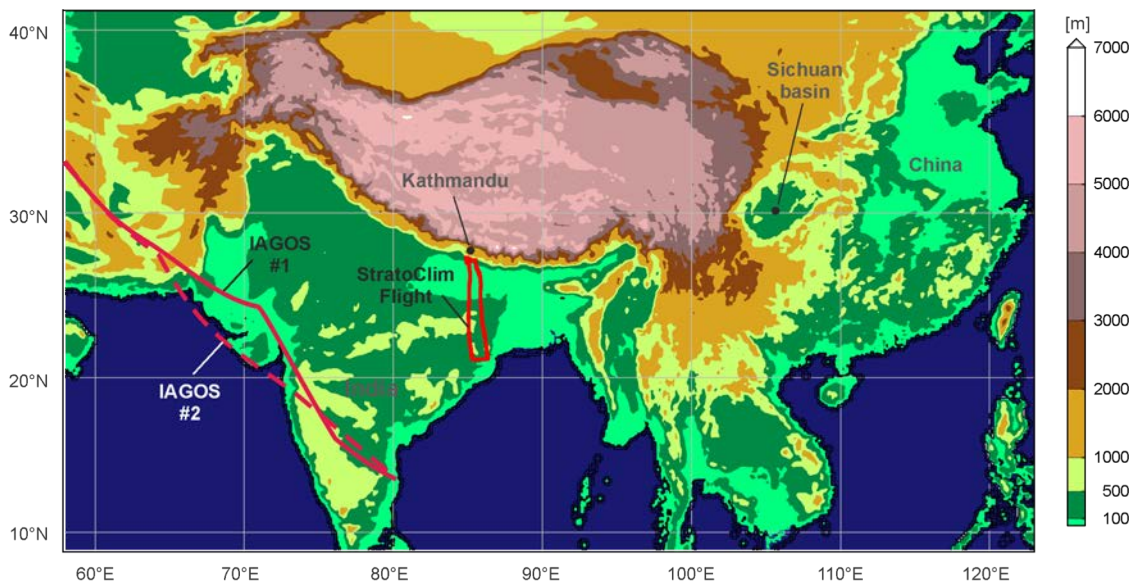 [m]
40°N
7000
Sichuan
basin
6000
China
Kathmandu
5000
30°N
IAGOS
#1
StratoClim
Flight
4000
3000
20°N
India
IAGOS
#2
2000
1000
500
10°N
100
60°E
70°E
80°E
90°E
100°E
110°E
120°E